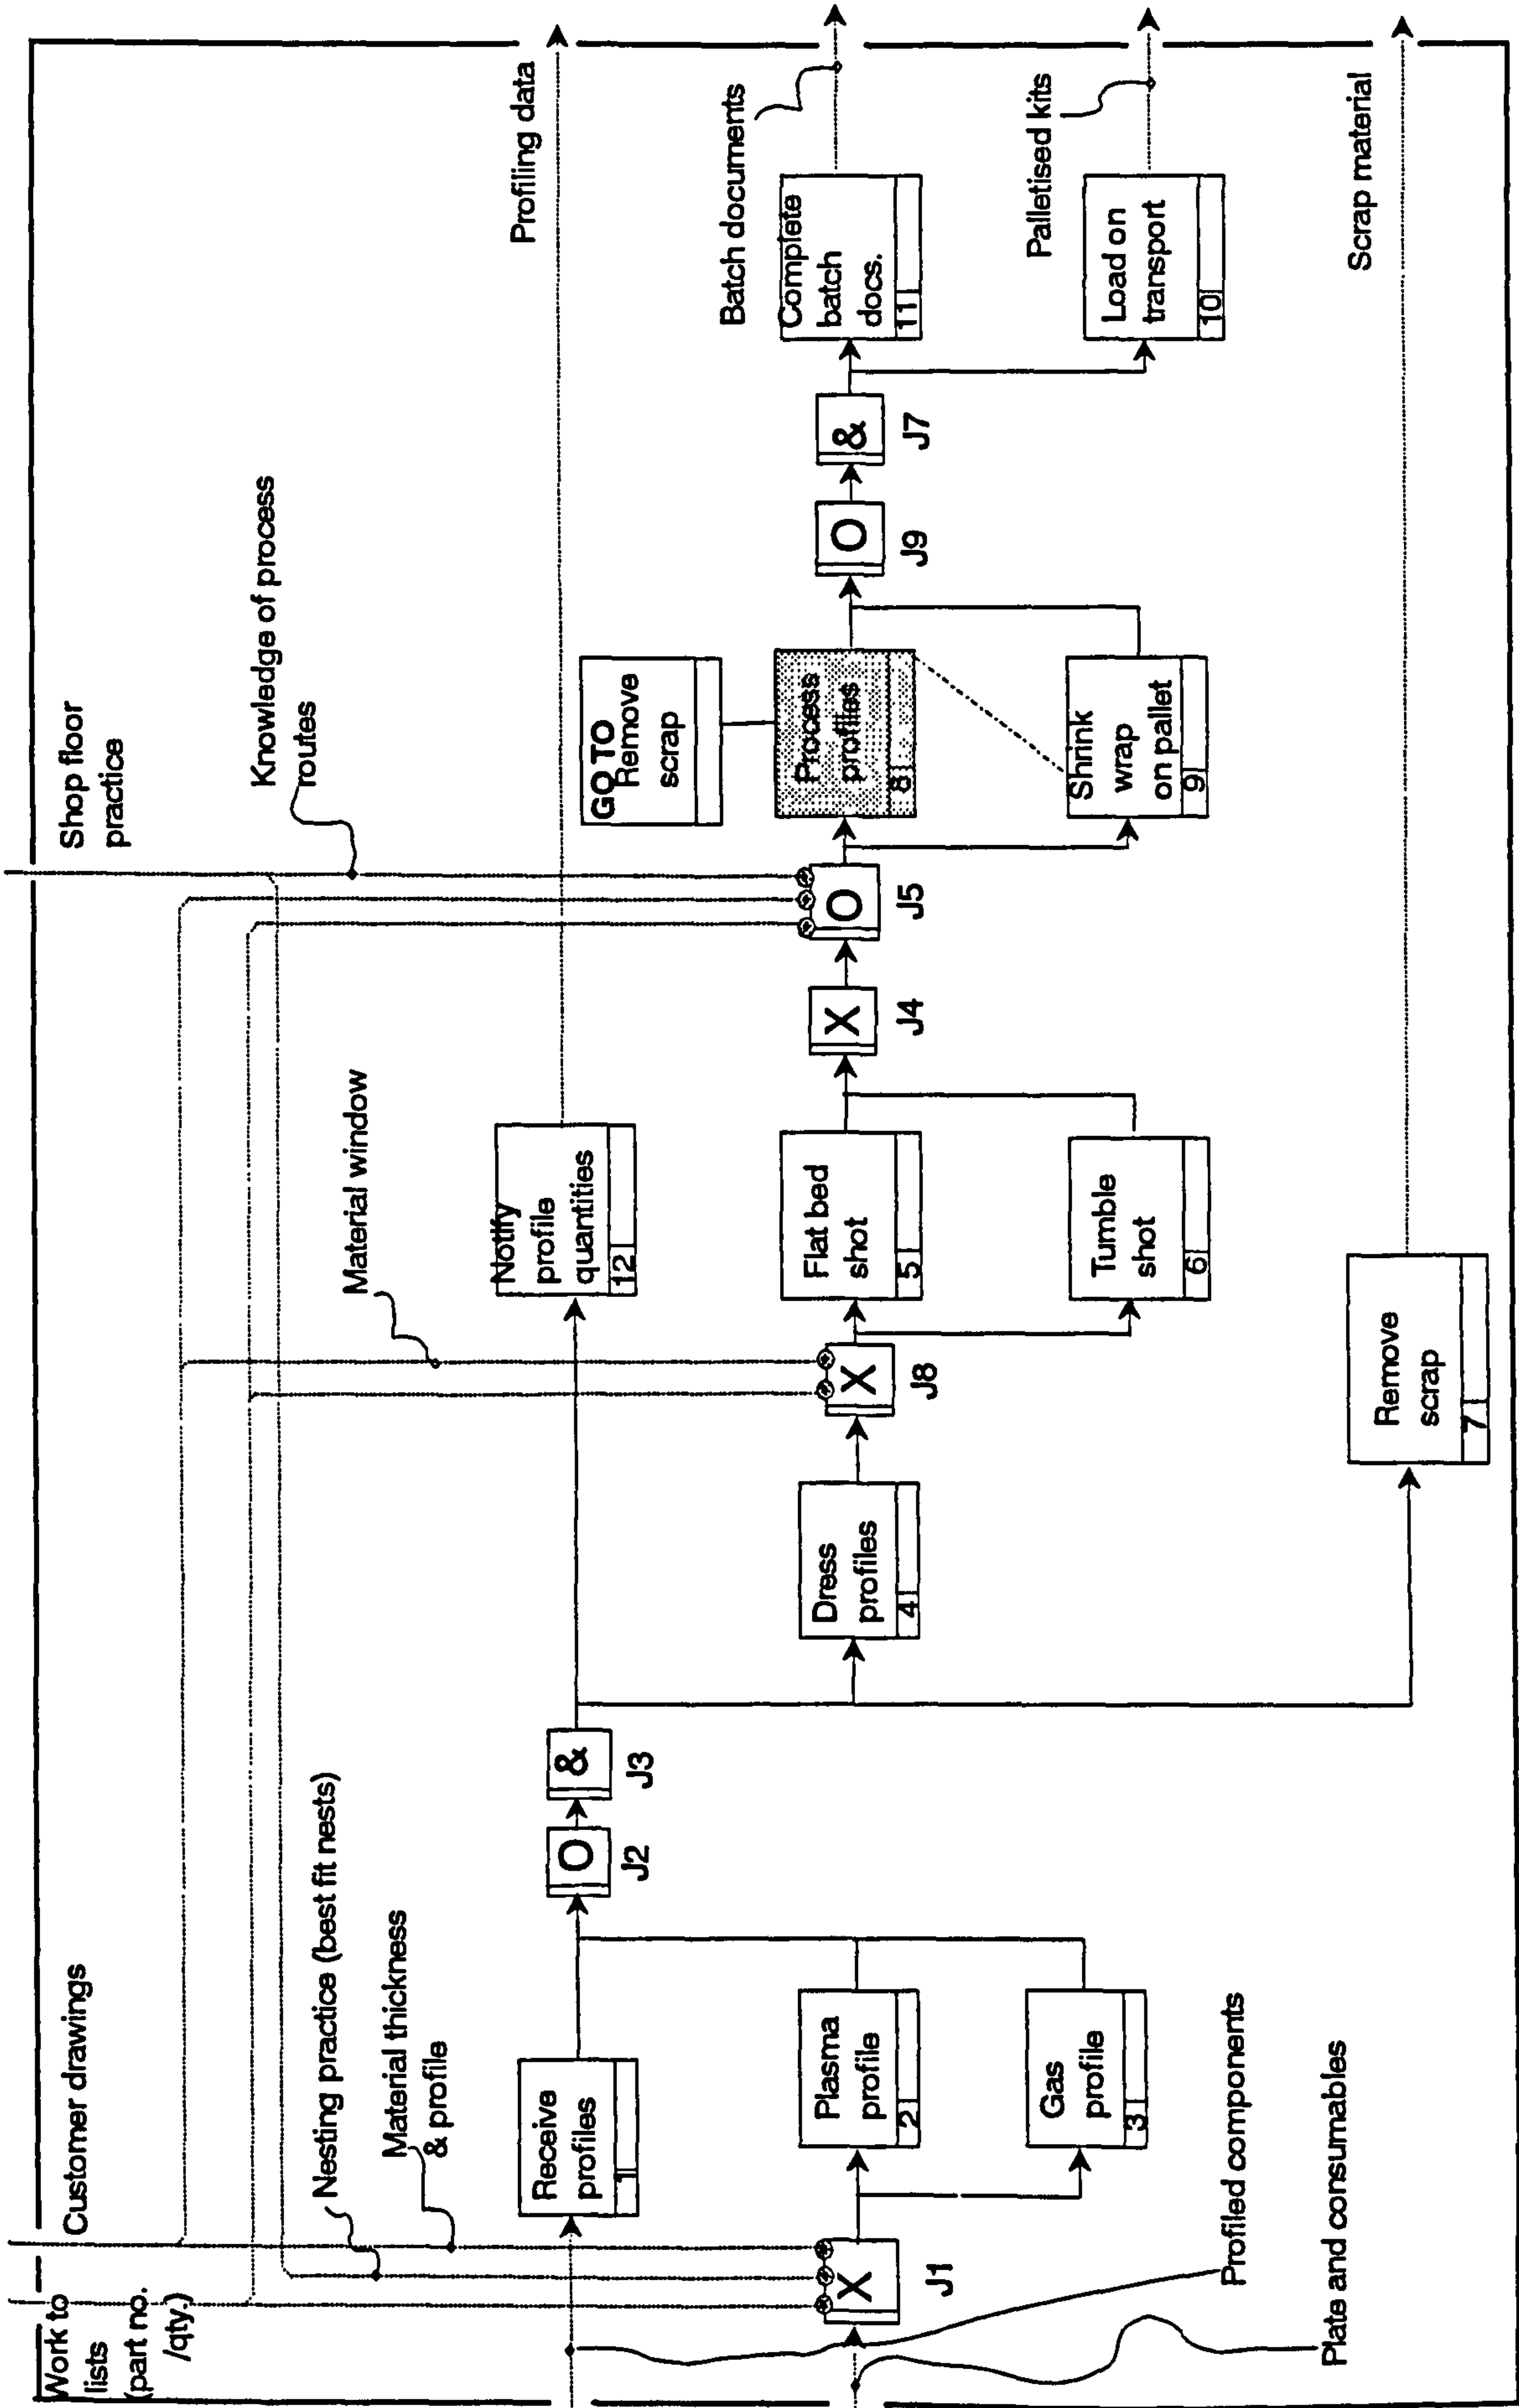 Work to
lists
(part no.
/qty.)
Customer drawings
Shop floor
practice
Nesting practice (best fit nests)
Material thickness
& profile
Material window
Knowledge of process
routes
Profiling data
Batch documents
Palletised kits
Scrap material
Receive
profiles
1
Plasma
profile
2
Gas
profile
3
X
J1
O
J2
&
J3
Notify
profile
quantities
12
Dress
profiles
4
X
J8
Flat bed
shot
5
Tumble
shot
6
Remove
scrap
7
X
J4
O
J5
GO TO
Remove
scrap
Process
profiles
8
Shrink
wrap
on pallet
9
O
J9
&
J7
Complete
batch
docs.
11
Load on
transport
10
Profiled components
Plate and consumables